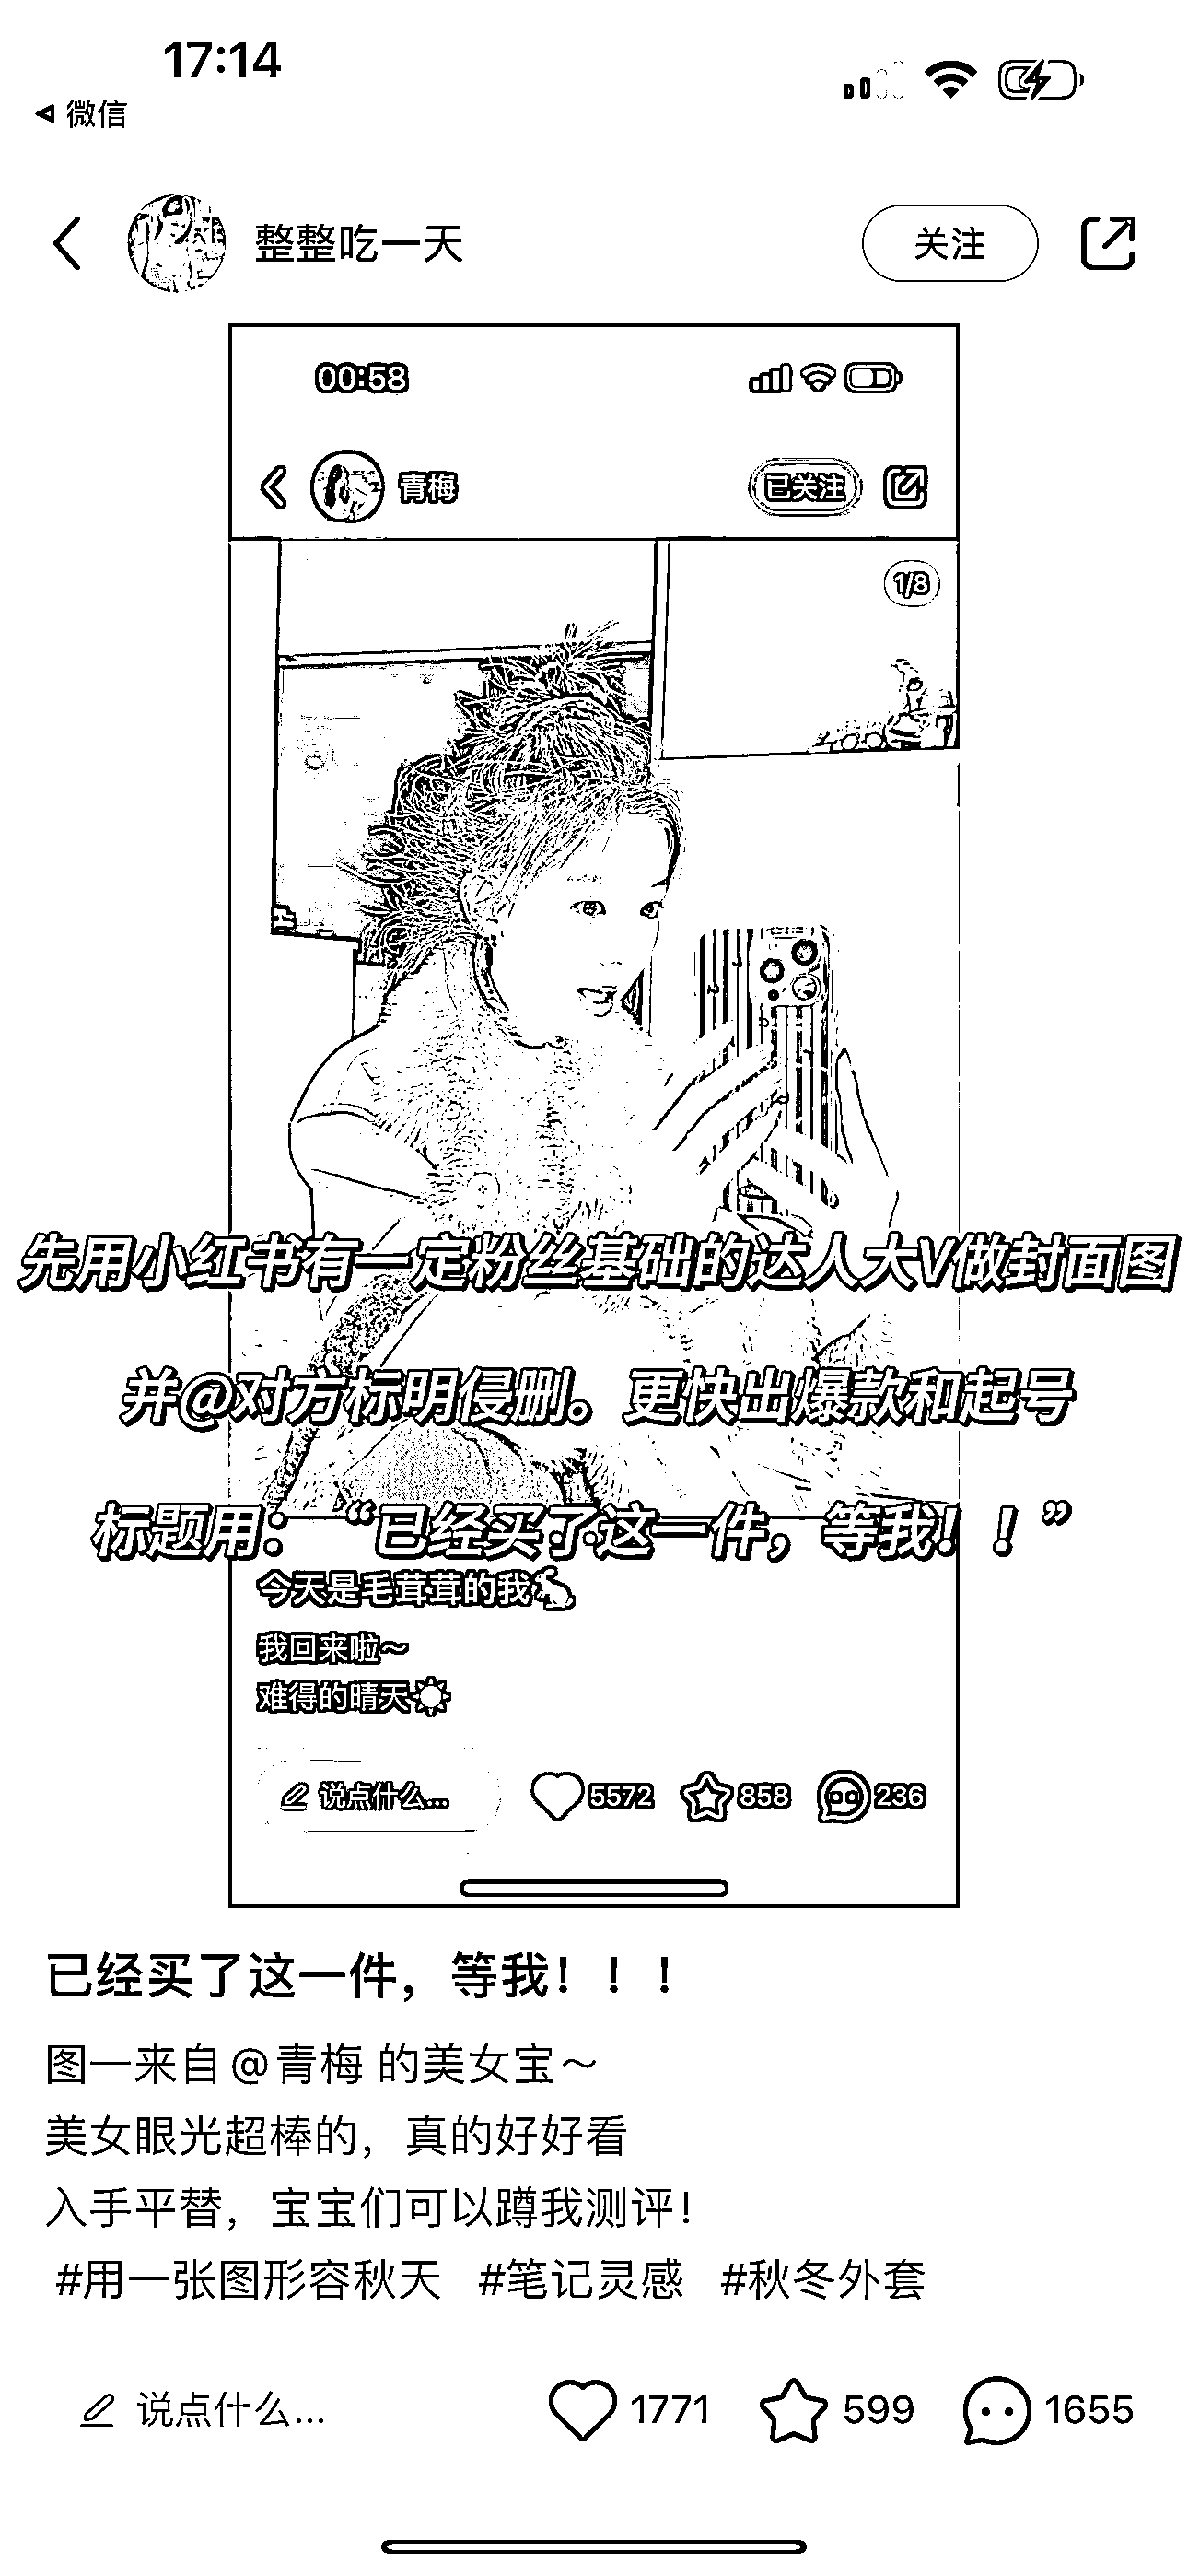 17:14
微信
整整吃一天
关注
00:58
青梅
已关注
1/8
先用小红书有一定粉丝基础的达人大V做封面图
并@对方标明侵删。更快出爆款和起号
标题用：“已经买了这一件，等我！！”
今天是毛茸茸的我🐇
我回来啦～
难得的晴天☀️
说点什么...
5572
858
236
已经买了这一件，等我！！！
图一来自@青梅 的美女宝～
美女眼光超棒的，真的好好看
入手平替，宝宝们可以蹲我测评！
#用一张图形容秋天 #笔记灵感 #秋冬外套
说点什么...
1771
599
1655